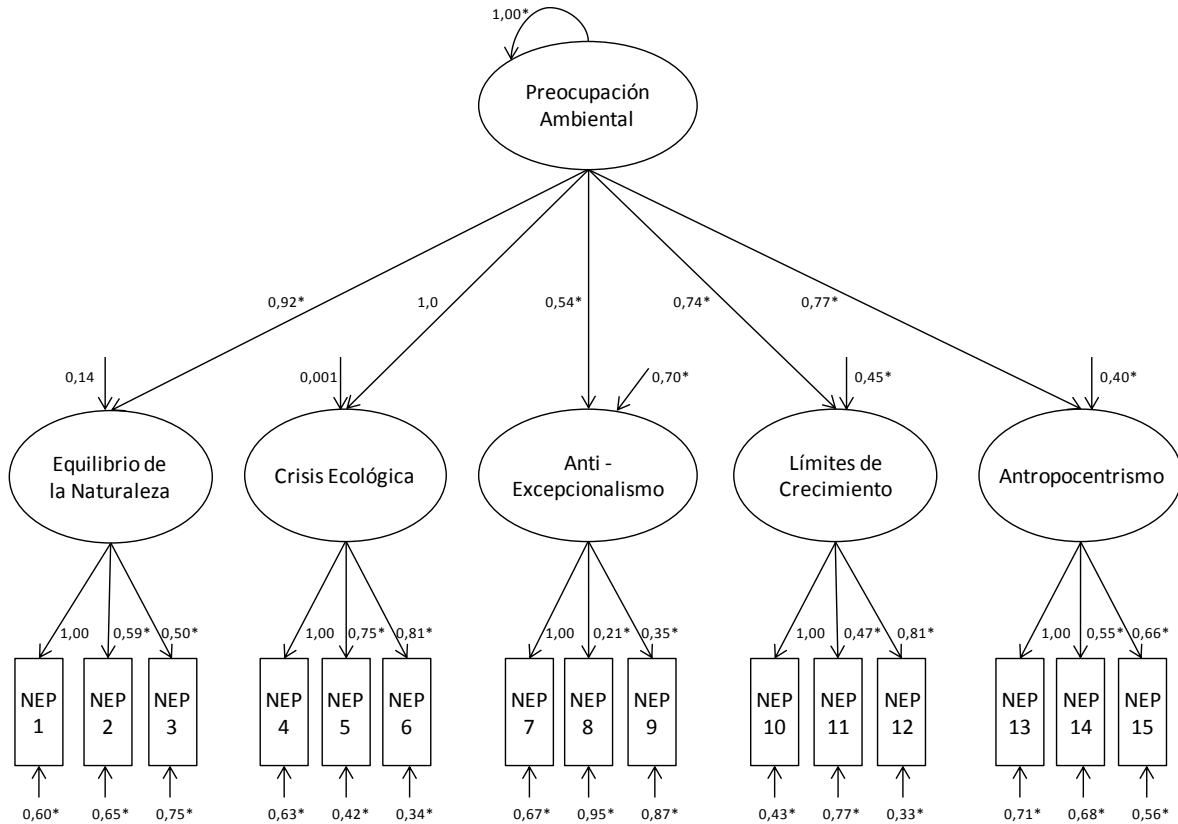 1,00*
Preocupación
Ambiental
0,92*
1,0
0,54*
0,74*
0,77*
0,14
0,001
0,70*
0,45*
0,40*
Equilibrio de
la Naturaleza
Crisis Ecológica
Anti -
Excepcionalismo
Límites de
Crecimiento
Antropocentrismo
1,00 0,59* 0,50*
1,00 0,75* 0,81*
1,00 0,21* 0,35*
1,00 0,47* 0,81*
1,00 0,55* 0,66*
NEP
1
NEP
2
NEP
3
NEP
4
NEP
5
NEP
6
NEP
7
NEP
8
NEP
9
NEP
10
NEP
11
NEP
12
NEP
13
NEP
14
NEP
15
0,60* 0,65* 0,75* 0,63* 0,42* 0,34* 0,67* 0,95* 0,87* 0,43* 0,77* 0,33* 0,71* 0,68* 0,56*